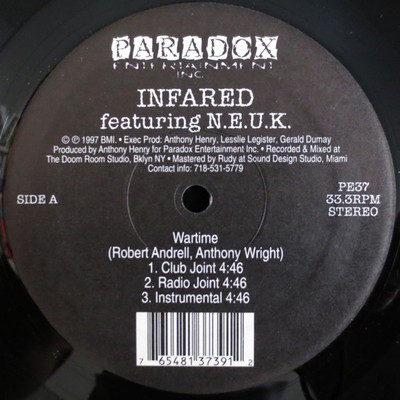 PARADOX
ENTERTAINMENT
INC.
INFARED
featuring N.E.U.K.
© ℗ 1997 BMI. • Exec Prod: Anthony Henry, Lesslie Legister, Gerald Dumay
Produced by Anthony Henry for Paradox Entertainment Inc. • Recorded & Mixed at
The Doom Room Studio, Bklyn NY • Mastered by Rudy at Sound Design Studio, Miami
Contact info: 718-531-5779
SIDE A
PE37
33.3RPM
STEREO
Wartime
(Robert Andrell, Anthony Wright)
1. Club Joint 4:46
2. Radio Joint 4:46
3. Instrumental 4:46
7 65481 37391 2